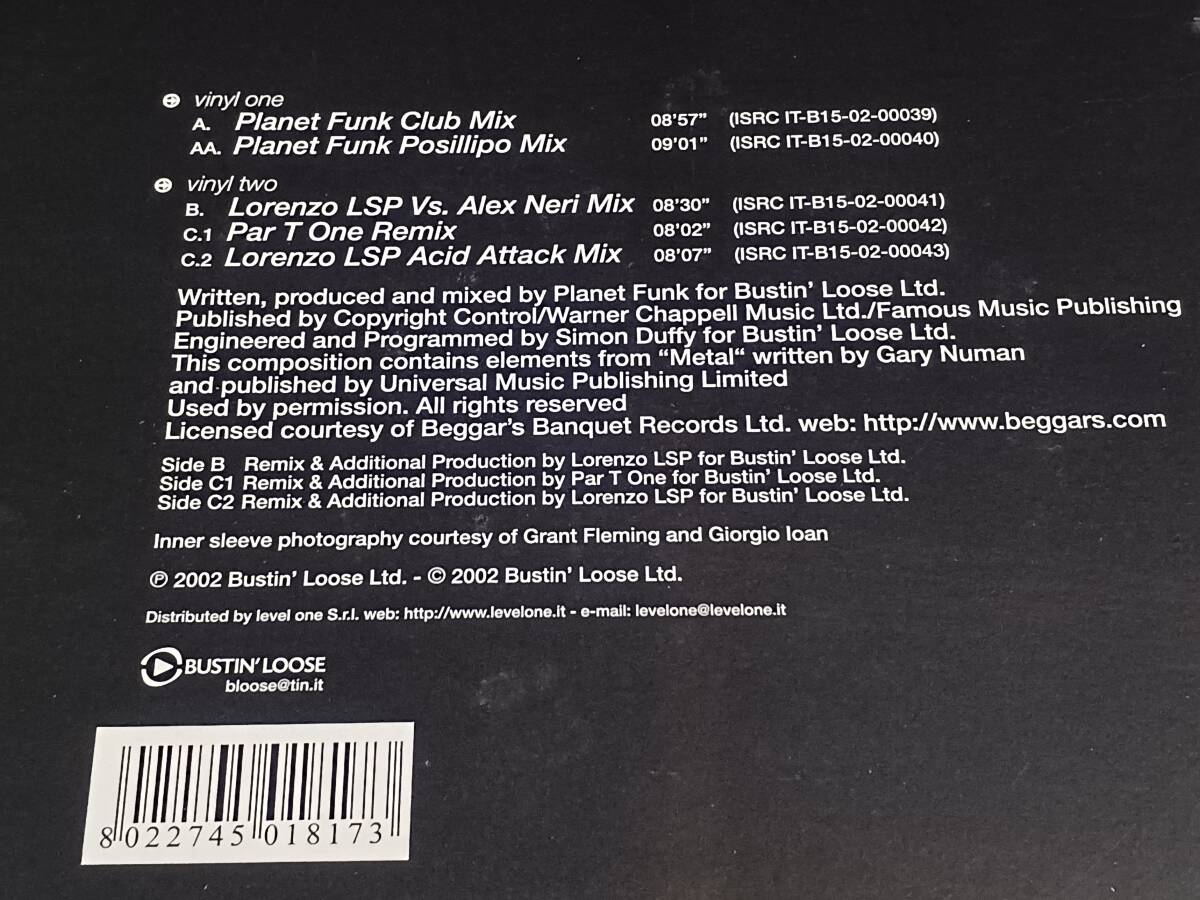 vinyl one
A. Planet Funk Club Mix 08'57" (ISRC IT-B15-02-00039)
AA. Planet Funk Posillipo Mix 09'01" (ISRC IT-B15-02-00040)
vinyl two
B. Lorenzo LSP Vs. Alex Neri Mix 08'30" (ISRC IT-B15-02-00041)
C.1 Par T One Remix 08'02" (ISRC IT-B15-02-00042)
C.2 Lorenzo LSP Acid Attack Mix 08'07" (ISRC IT-B15-02-00043)
Written, produced and mixed by Planet Funk for Bustin' Loose Ltd.
Published by Copyright Control/Warner Chappell Music Ltd./Famous Music Publishing
Engineered and Programmed by Simon Duffy for Bustin' Loose Ltd.
This composition contains elements from "Metal" written by Gary Numan
and published by Universal Music Publishing Limited
Used by permission. All rights reserved
Licensed courtesy of Beggar's Banquet Records Ltd. web: http://www.beggars.com
Side B Remix & Additional Production by Lorenzo LSP for Bustin' Loose Ltd.
Side C1 Remix & Additional Production by Par T One for Bustin' Loose Ltd.
Side C2 Remix & Additional Production by Lorenzo LSP for Bustin' Loose Ltd.
Inner sleeve photography courtesy of Grant Fleming and Giorgio Ioan
℗ 2002 Bustin' Loose Ltd. - © 2002 Bustin' Loose Ltd.
Distributed by level one S.r.l. web: http://www.levelone.it - e-mail: levelone@levelone.it
BUSTIN' LOOSE
bloose@tin.it
8 022745 018173